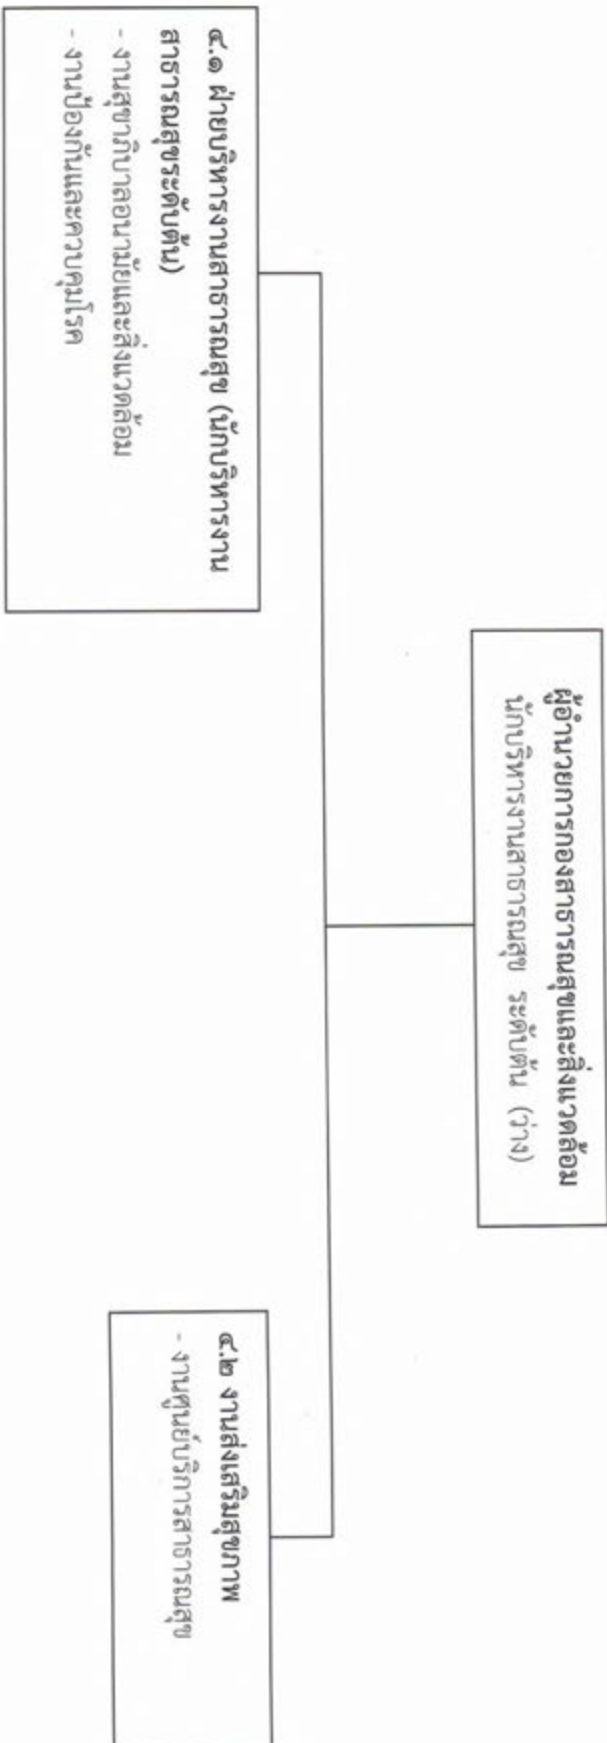 ผู้อำนวยการกองสาธารณสุขและสิ่งแวดล้อม
นักบริหารงานสาธารณสุข ระดับต้น (ว่าง)
๔.๑ ฝ่ายบริหารงานสาธารณสุข (นักบริหารงาน
สาธารณสุขระดับต้น)
- งานสุขาภิบาลอนามัยและสิ่งแวดล้อม
- งานป้องกันและควบคุมโรค
๔.๒ งานส่งเสริมสุขภาพ
- งานศูนย์บริการสาธารณสุข